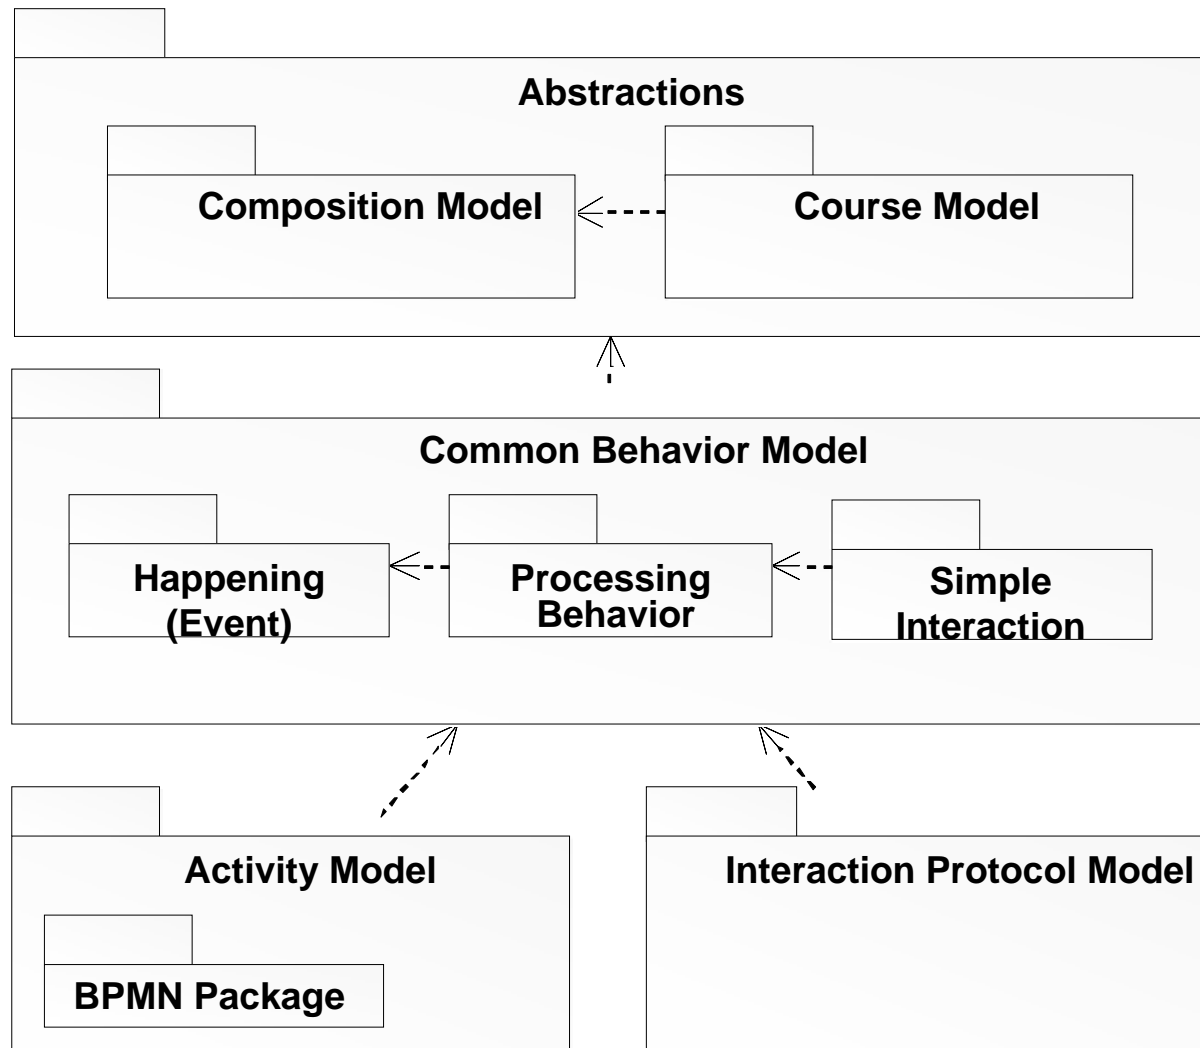 Abstractions
Composition Model
Course Model
Common Behavior Model
Happening
(Event)
Processing
Behavior
Simple
Interaction
Activity Model
BPMN Package
Interaction Protocol Model